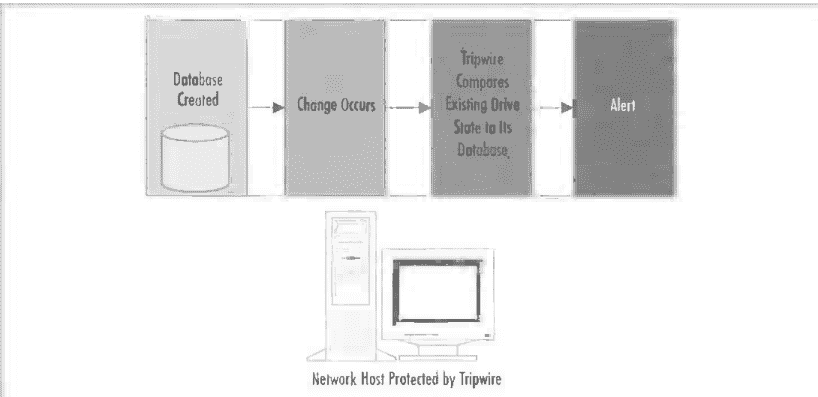 Database
Created
Change Occurs
Tripwire
Compares
Existing Drive
State to Its
Database
Alert
Network Host Protected by Tripwire